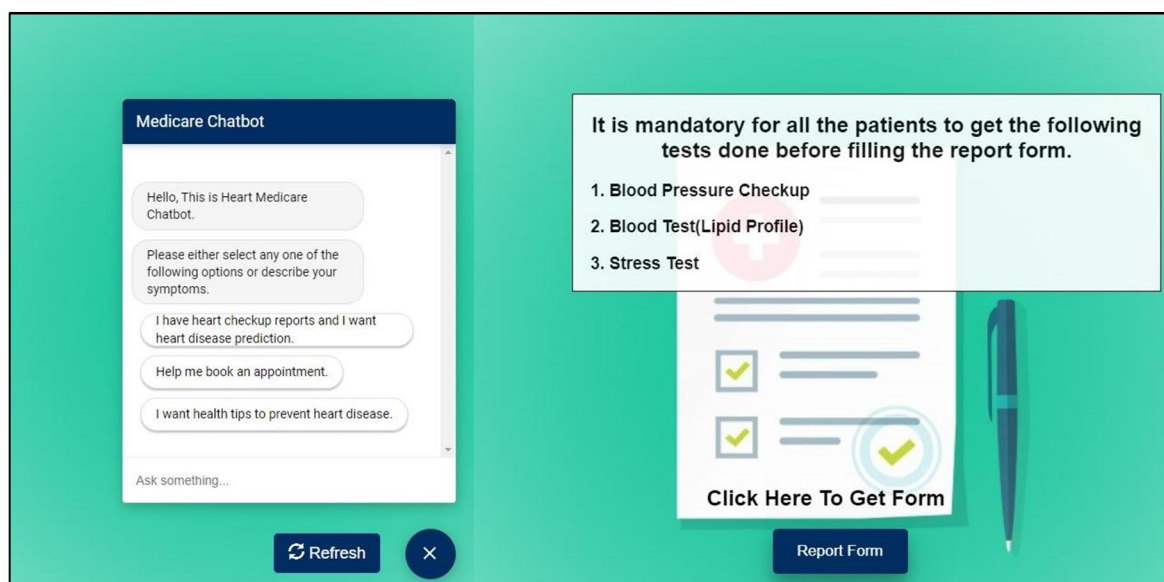 Medicare Chatbot
Hello, This is Heart Medicare
Chatbot.
Please either select any one of the
following options or describe your
symptoms.
I have heart checkup reports and I want
heart disease prediction.
Help me book an appointment.
I want health tips to prevent heart disease.
Ask something...
Refresh
It is mandatory for all the patients to get the following
tests done before filling the report form.
1. Blood Pressure Checkup
2. Blood Test(Lipid Profile)
3. Stress Test
Click Here To Get Form
Report Form